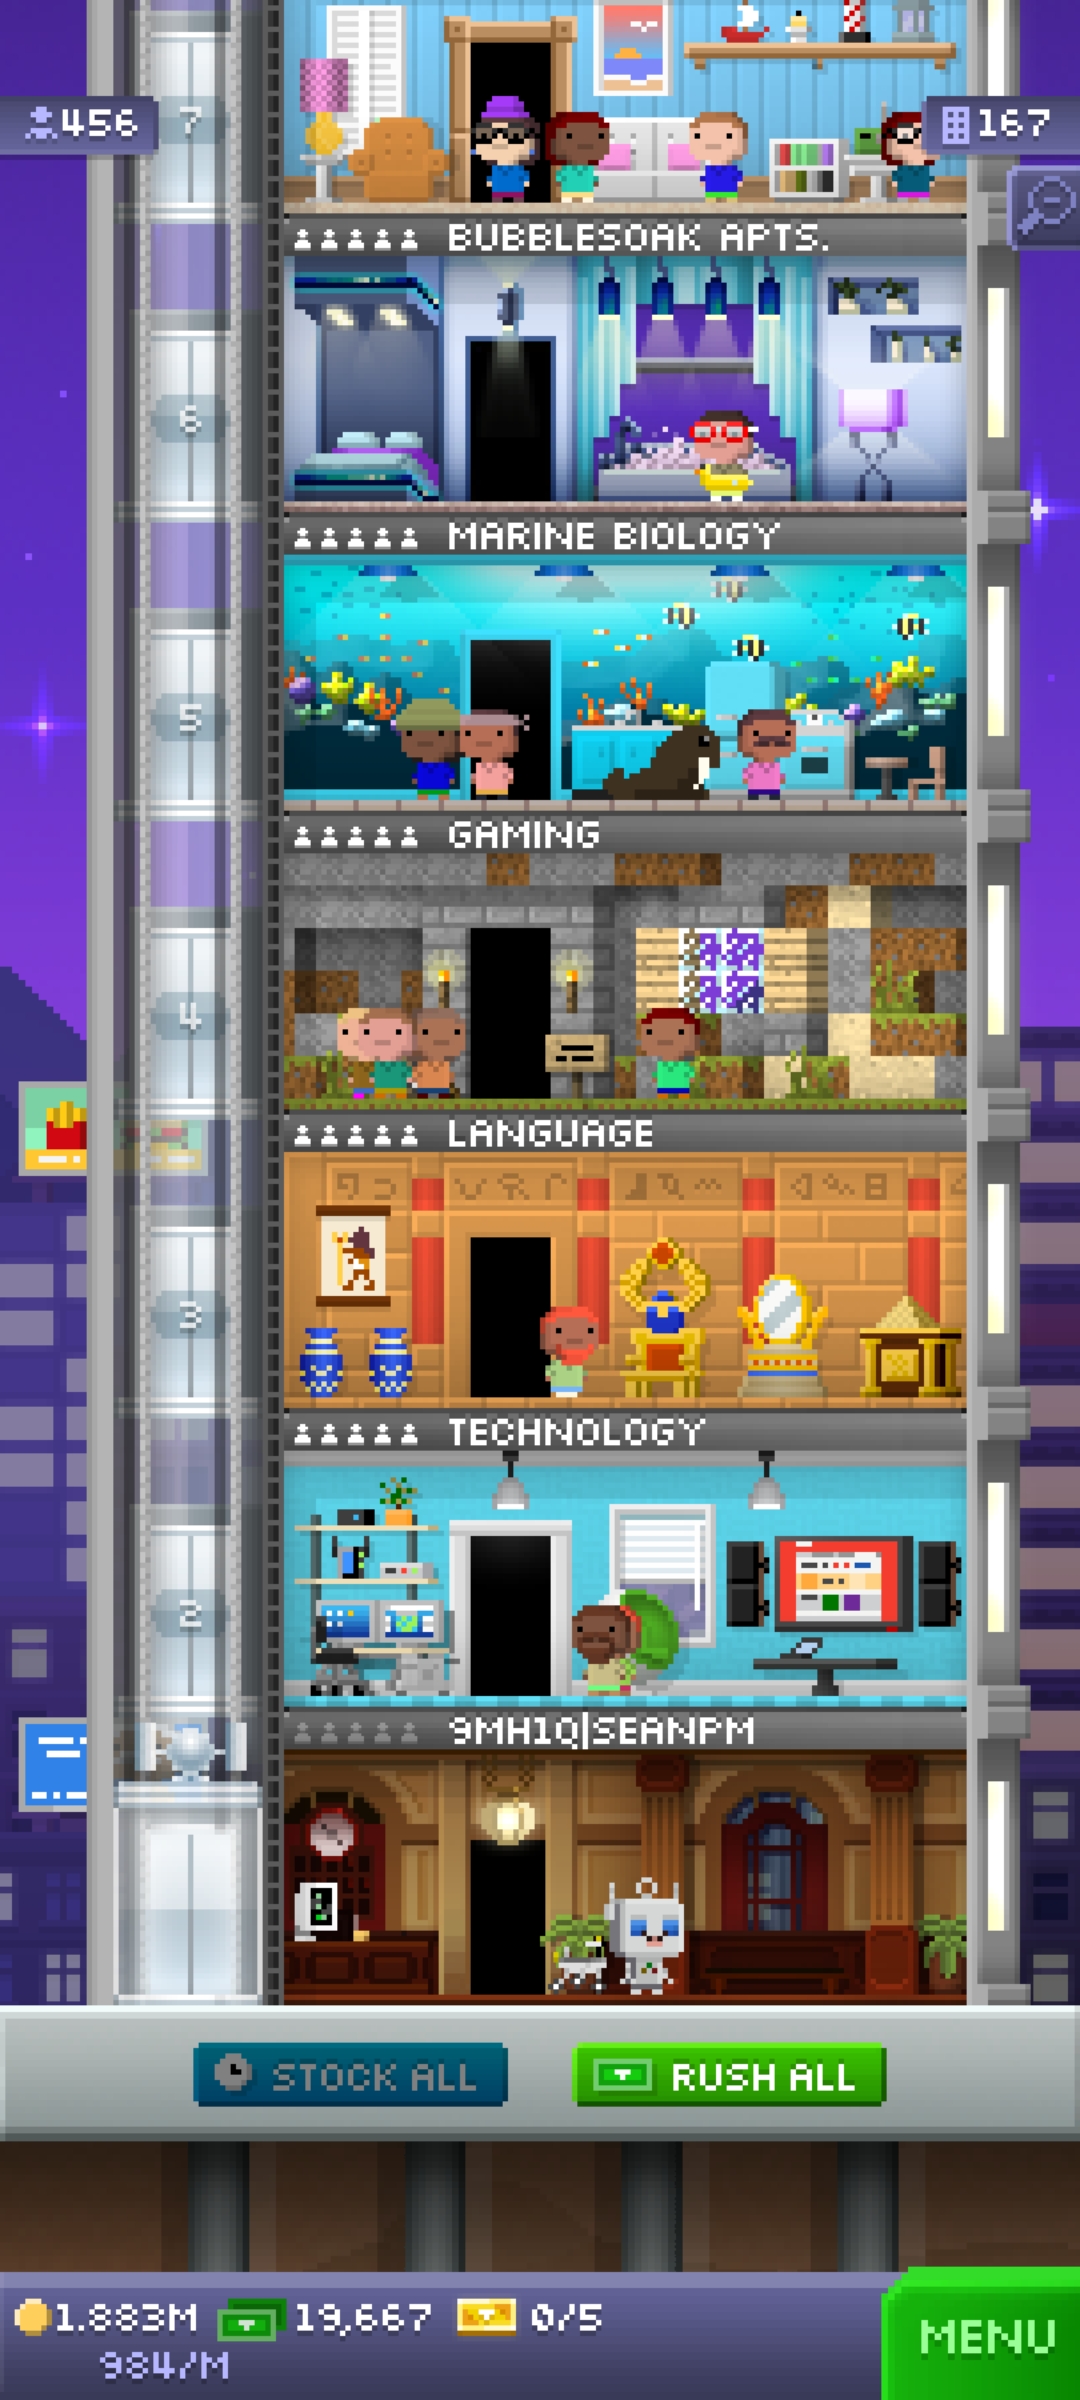 456
7
167
BUBBLESOAK APTS.
6
MARINE BIOLOGY
5
GAMING
4
LANGUAGE
3
TECHNOLOGY
2
9MH1Q|SEANPM
STOCK ALL
RUSH ALL
1.883M
19,667
0/5
984/M
MENU